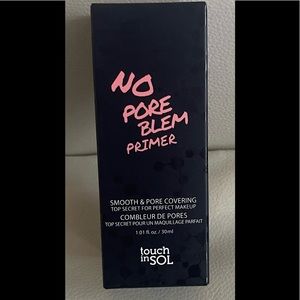 NO
PORE
BLEM
PRIMER
SMOOTH & PORE COVERING
TOP SECRET FOR PERFECT MAKEUP
COMBLEUR DE PORES
TOP SECRET POUR UN MAQUILLAGE PARFAIT
1.01 fl. oz. / 30ml
touch
in SOL